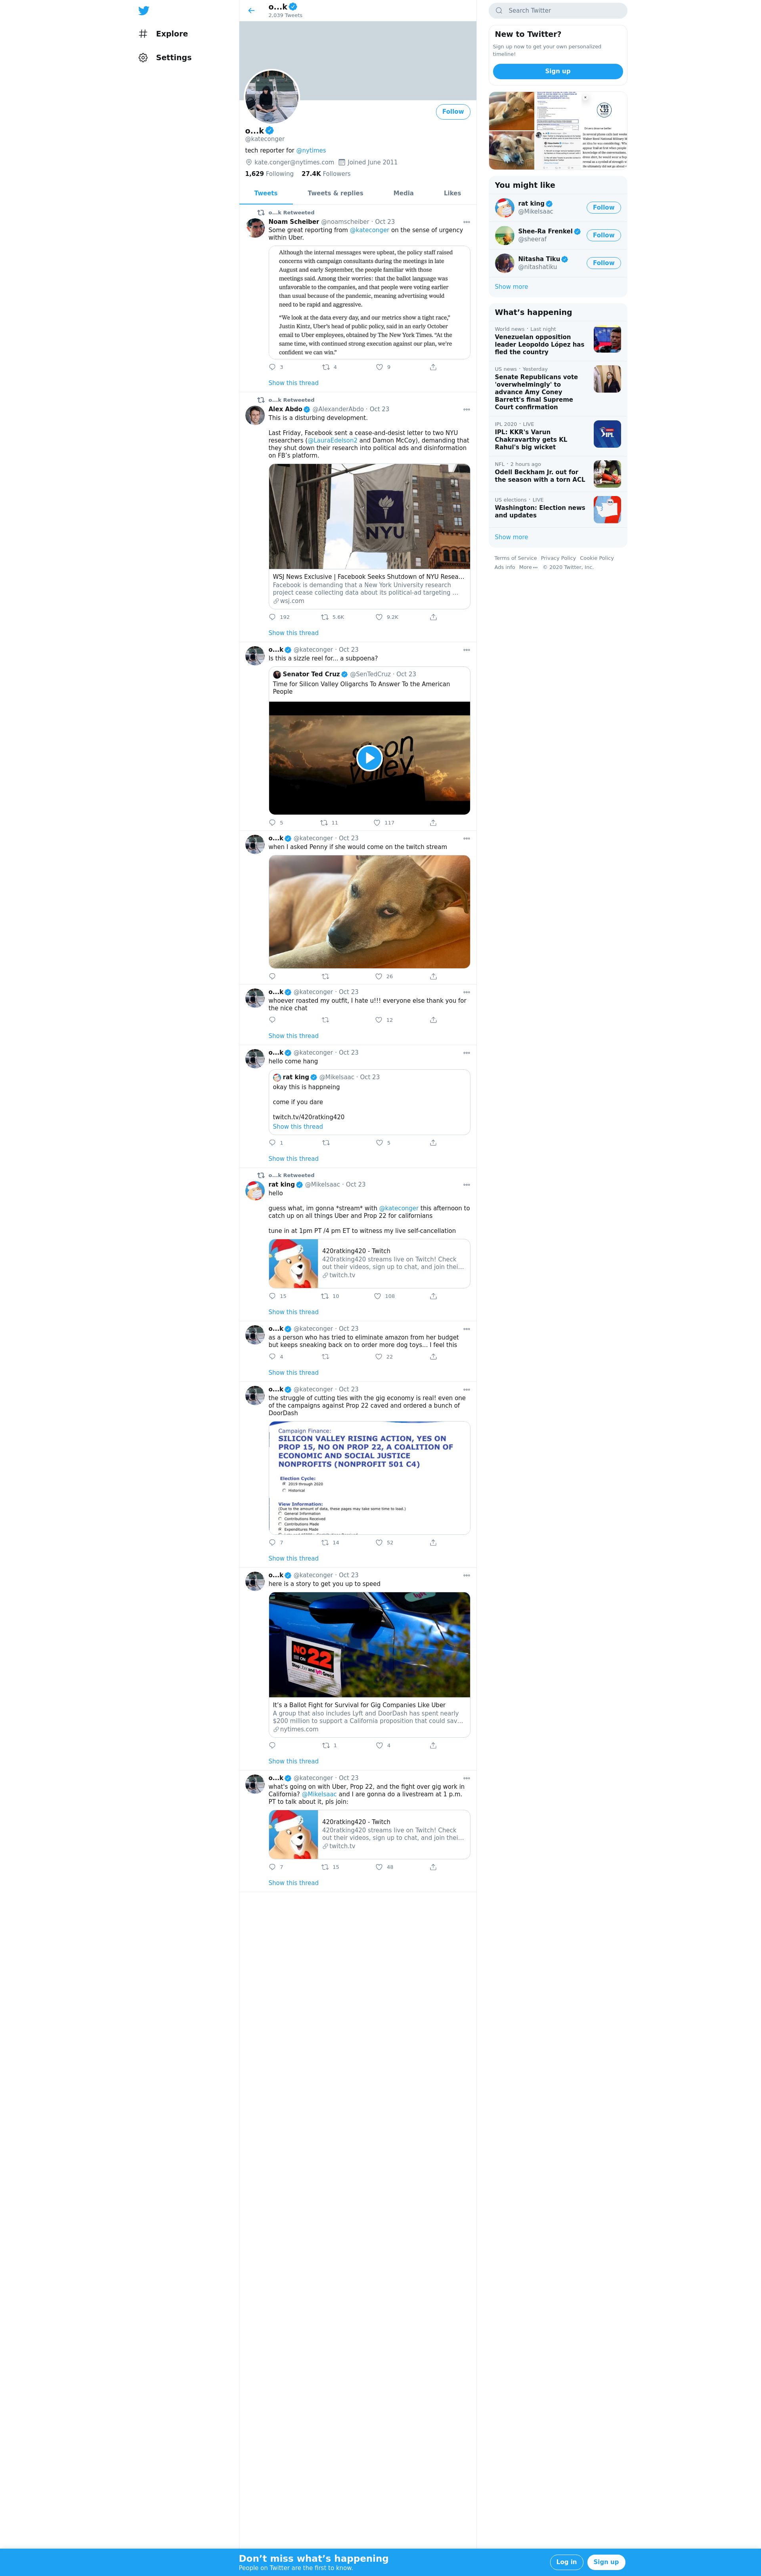 Explore
Settings
o...k
2,039 Tweets
Follow
o...k
@kateconger
tech reporter for @nytimes
kate.conger@nytimes.com Joined June 2011
1,629 Following 27.4K Followers
Tweets Tweets & replies Media Likes
o...k Retweeted
Noam Scheiber @noamscheiber · Oct 23
Some great reporting from @kateconger on the sense of urgency
within Uber.
Although the internal messages were upbeat, the policy staff raised
concerns with campaign consultants during the meetings in late
August and early September, the people familiar with those
meetings said. Among their worries: that the ballot language was
unfavorable to the companies, and that people were voting earlier
than usual because of the pandemic, meaning advertising would
need to be rapid and aggressive.
“We look at the data every day, and our metrics show a tight race,”
Justin Kintz, Uber’s head of public policy, said in an early October
email to Uber employees, obtained by The New York Times. “At the
same time, with continued strong execution against our plan, we’re
confident we can win.”
3 4 9
Show this thread
o...k Retweeted
Alex Abdo @AlexanderAbdo · Oct 23
This is a disturbing development.
Last Friday, Facebook sent a cease-and-desist letter to two NYU
researchers (@LauraEdelson2 and Damon McCoy), demanding that
they shut down their research into political ads and disinformation
on FB’s platform.
NYU
WSJ News Exclusive | Facebook Seeks Shutdown of NYU Resea...
Facebook is demanding that a New York University research
project cease collecting data about its political-ad targeting ...
wsj.com
192 5.6K 9.2K
Show this thread
o...k @kateconger · Oct 23
Is this a sizzle reel for... a subpoena?
Senator Ted Cruz @SenTedCruz · Oct 23
Time for Silicon Valley Oligarchs To Answer To the American
People
valley
5 11 117
o...k @kateconger · Oct 23
when I asked Penny if she would come on the twitch stream
26
o...k @kateconger · Oct 23
whoever roasted my outfit, I hate u!!! everyone else thank you for
the nice chat
12
Show this thread
o...k @kateconger · Oct 23
hello come hang
rat king @MikeIsaac · Oct 23
okay this is happneing
come if you dare
twitch.tv/420ratking420
Show this thread
1 5
Show this thread
o...k Retweeted
rat king @MikeIsaac · Oct 23
hello
guess what, im gonna *stream* with @kateconger this afternoon to
catch up on all things Uber and Prop 22 for californians
tune in at 1pm PT /4 pm ET to witness my live self-cancellation
420ratking420 - Twitch
420ratking420 streams live on Twitch! Check
out their videos, sign up to chat, and join thei...
twitch.tv
15 10 108
Show this thread
o...k @kateconger · Oct 23
as a person who has tried to eliminate amazon from her budget
but keeps sneaking back on to order more dog toys... I feel this
4 22
Show this thread
o...k @kateconger · Oct 23
the struggle of cutting ties with the gig economy is real! even one
of the campaigns against Prop 22 caved and ordered a bunch of
DoorDash
Campaign Finance:
SILICON VALLEY RISING ACTION, YES ON
PROP 15, NO ON PROP 22, A COALITION OF
ECONOMIC AND SOCIAL JUSTICE
NONPROFITS (NONPROFIT 501 C4)
Election Cycle:
2019 through 2020
Historical
View Information:
(Due to the amount of data, these pages may take some time to load.)
General Information
Contributions Received
Contributions Made
Expenditures Made
7 14 52
Show this thread
o...k @kateconger · Oct 23
here is a story to get you up to speed
NO ON 22
It’s a Ballot Fight for Survival for Gig Companies Like Uber
A group that also includes Lyft and DoorDash has spent nearly
$200 million to support a California proposition that could sav...
nytimes.com
1 4
Show this thread
o...k @kateconger · Oct 23
what’s going on with Uber, Prop 22, and the fight over gig work in
California? @MikeIsaac and I are gonna do a livestream at 1 p.m.
PT to talk about it, pls join:
420ratking420 - Twitch
420ratking420 streams live on Twitch! Check
out their videos, sign up to chat, and join thei...
twitch.tv
7 15 48
Show this thread
Search Twitter
New to Twitter?
Sign up now to get your own personalized
timeline!
Sign up
You might like
rat king
@MikeIsaac
Follow
Shee-Ra Frenkel
@sheeraf
Follow
Nitasha Tiku
@nitashatiku
Follow
Show more
What’s happening
World news · Last night
Venezuelan opposition
leader Leopoldo López has
fled the country
US news · Yesterday
Senate Republicans vote
'overwhelmingly' to
advance Amy Coney
Barrett's final Supreme
Court confirmation
IPL 2020 · LIVE
IPL: KKR's Varun
Chakravarthy gets KL
Rahul's big wicket
IPL
NFL · 2 hours ago
Odell Beckham Jr. out for
the season with a torn ACL
US elections · LIVE
Washington: Election news
and updates
Show more
Terms of Service Privacy Policy Cookie Policy
Ads info More © 2020 Twitter, Inc.
Don’t miss what’s happening
People on Twitter are the first to know.
Log in
Sign up